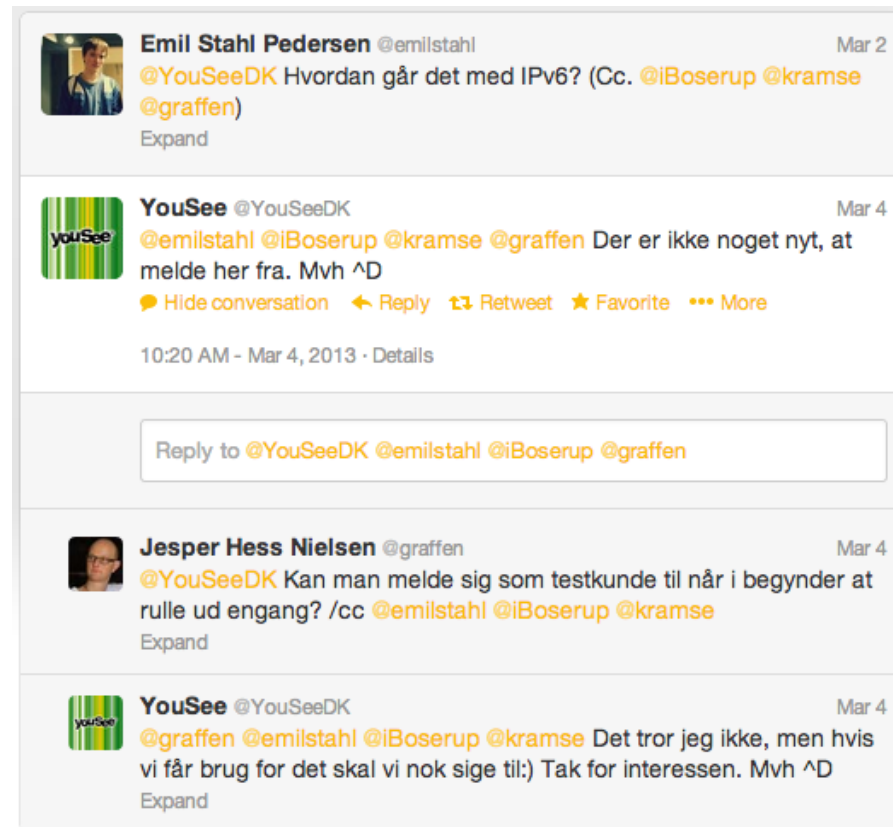 Emil Stahl Pedersen @emilstahl Mar 2
@YouSeeDK Hvordan går det med IPv6? (Cc. @iBoserup @kramse
@graffen)
Expand
YouSee @YouSeeDK Mar 4
youSee
@emilstahl @iBoserup @kramse @graffen Der er ikke noget nyt, at
melde her fra. Mvh ^D
Hide conversation Reply Retweet Favorite More
10:20 AM - Mar 4, 2013 · Details
Reply to @YouSeeDK @emilstahl @iBoserup @graffen
Jesper Hess Nielsen @graffen Mar 4
@YouSeeDK Kan man melde sig som testkunde til når i begynder at
rulle ud engang? /cc @emilstahl @iBoserup @kramse
Expand
YouSee @YouSeeDK Mar 4
youSee
@graffen @emilstahl @iBoserup @kramse Det tror jeg ikke, men hvis
vi får brug for det skal vi nok sige til:) Tak for interessen. Mvh ^D
Expand